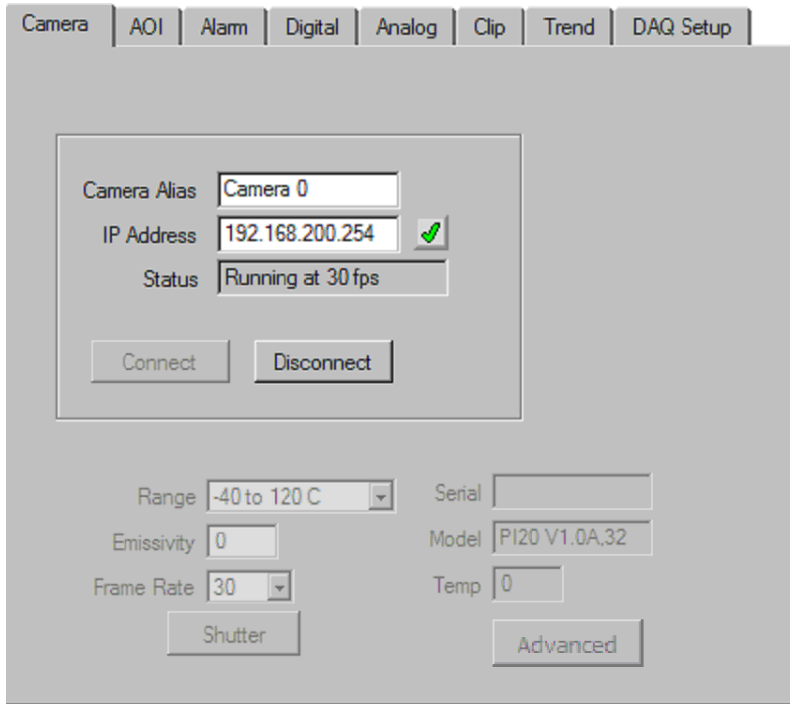 Camera AOI Alarm Digital Analog Clip Trend DAQ Setup
Camera Alias Camera 0
IP Address 192.168.200.254
Status Running at 30 fps
Connect Disconnect
Range -40 to 120 C Serial
Emissivity 0 Model PI20 V1.0A,32
Frame Rate 30 Temp 0
Shutter Advanced